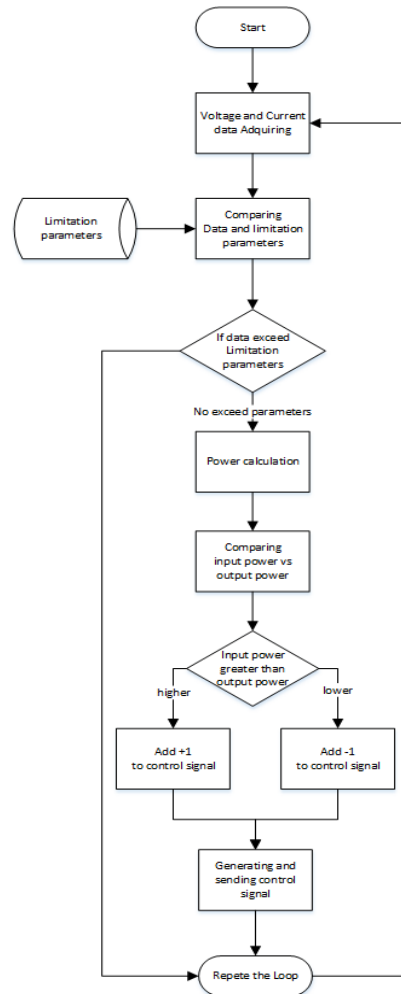 Start
Voltage and Current
data Adquiring
Limitation
parameters
Comparing
Data and limitation
parameters
If data exceed
Limitation
parameters
No exceed parameters
Power calculation
Comparing
input power vs
output power
Input power
greater than
output power
higher
lower
Add +1
to control signal
Add -1
to control signal
Generating and
sending control
signal
Repete the Loop